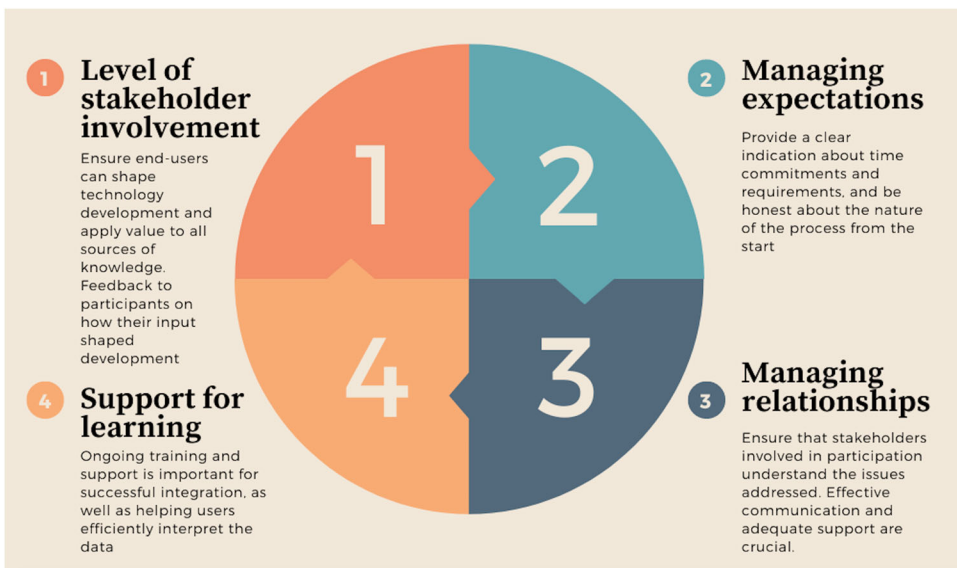 1
Level of
stakeholder
involvement
Ensure end-users
can shape
technology
development and
apply value to all
sources of
knowledge.
Feedback to
participants on
how their input
shaped
development
1
2
2
Managing
expectations
Provide a clear
indication about time
commitments and
requirements, and be
honest about the nature
of the process from the
start
3
3
Managing
relationships
Ensure that stakeholders
involved in participation
understand the issues
addressed. Effective
communication and
adequate support are
crucial.
4
4
Support for
learning
Ongoing training and
support is important for
successful integration, as
well as helping users
efficiently interpret the
data